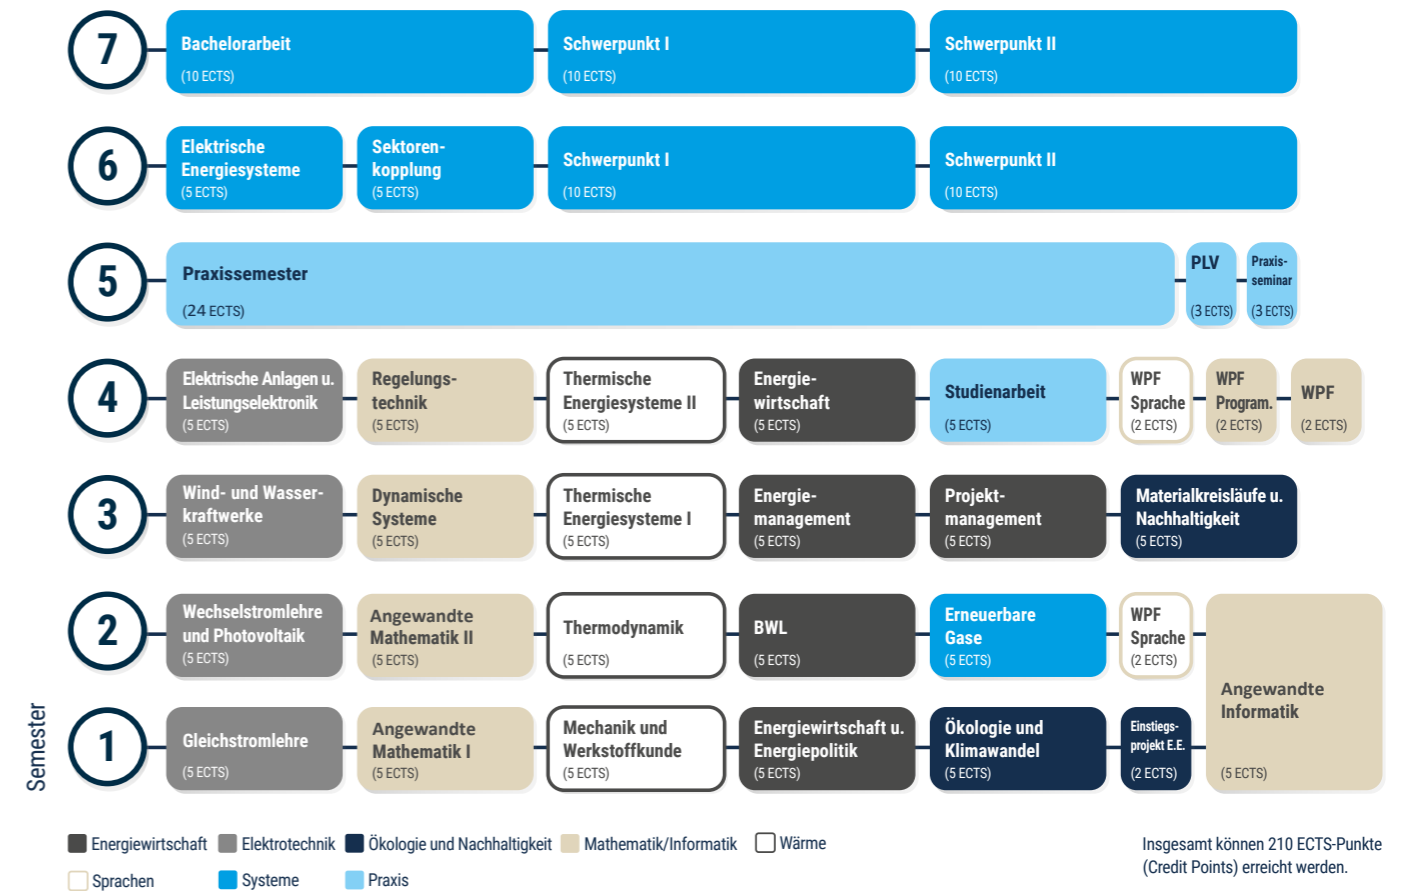 7
Bachelorarbeit
(10 ECTS)
Schwerpunkt I
(10 ECTS)
Schwerpunkt II
(10 ECTS)
6
Elektrische
Energiesysteme
(5 ECTS)
Sektoren-
kopplung
(5 ECTS)
Schwerpunkt I
(10 ECTS)
Schwerpunkt II
(10 ECTS)
5
Praxissemester
(24 ECTS)
PLV
(3 ECTS)
Praxis-
seminar
(3 ECTS)
4
Elektrische Anlagen u.
Leistungselektronik
(5 ECTS)
Regelungs-
technik
(5 ECTS)
Thermische
Energiesysteme II
(5 ECTS)
Energie-
wirtschaft
(5 ECTS)
Studienarbeit
(5 ECTS)
WPF
Sprache
(2 ECTS)
WPF
Program.
(2 ECTS)
WPF
(2 ECTS)
3
Wind- und Wasser-
kraftwerke
(5 ECTS)
Dynamische
Systeme
(5 ECTS)
Thermische
Energiesysteme I
(5 ECTS)
Energie-
management
(5 ECTS)
Projekt-
management
(5 ECTS)
Materialkreisläufe u.
Nachhaltigkeit
(5 ECTS)
2
Wechselstromlehre
und Photovoltaik
(5 ECTS)
Angewandte
Mathematik II
(5 ECTS)
Thermodynamik
(5 ECTS)
BWL
(5 ECTS)
Erneuerbare
Gase
(5 ECTS)
WPF
Sprache
(2 ECTS)
Angewandte
Informatik
(5 ECTS)
Semester
1
Gleichstromlehre
(5 ECTS)
Angewandte
Mathematik I
(5 ECTS)
Mechanik und
Werkstoffkunde
(5 ECTS)
Energiewirtschaft u.
Energiepolitik
(5 ECTS)
Ökologie und
Klimawandel
(5 ECTS)
Einstiegs-
projekt E.E.
(2 ECTS)
Energiewirtschaft
Elektrotechnik
Ökologie und Nachhaltigkeit
Mathematik/Informatik
Wärme
Sprachen
Systeme
Praxis
Insgesamt können 210 ECTS-Punkte
(Credit Points) erreicht werden.